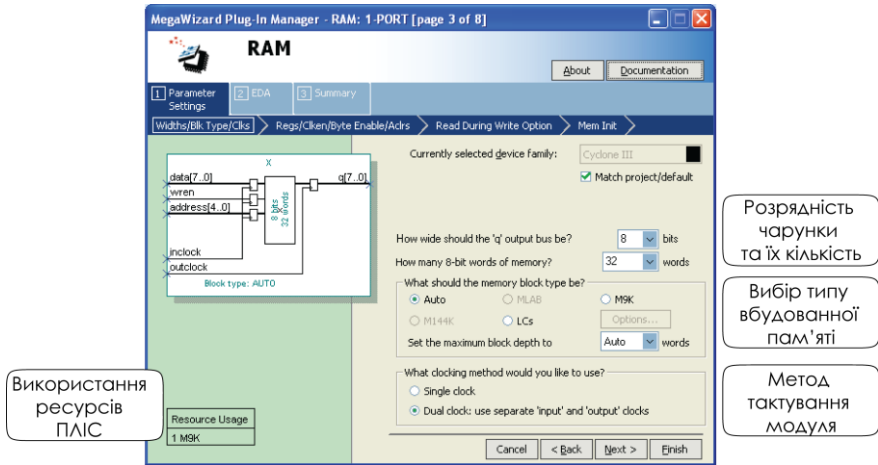 MegaWizard Plug-In Manager - RAM: 1-PORT [page 3 of 8]
RAM
About
Documentation
1 Parameter Settings
2 EDA
3 Summary
Widths/Blk Type/Clks
Regs/Clken/Byte Enable/Aclrs
Read During Write Option
Mem Init
X
data[7..0]
wren
address[4..0]
inclock
outclock
q[7..0]
8 bits
32 words
Block type: AUTO
Currently selected device family:
Cyclone III
Match project/default
How wide should the 'q' output bus be?
8
bits
How many 8-bit words of memory?
32
words
What should the memory block type be?
Auto
MLAB
M9K
M144K
LCs
Options...
Set the maximum block depth to
Auto
words
What clocking method would you like to use?
Single clock
Dual clock: use separate 'input' and 'output' clocks
Resource Usage
1 M9K
Cancel
< Back
Next >
Finish
Розрядність
чарунки
та їх кількість
Вибір типу
вбудованної
пам'яті
Метод
тактування
модуля
Використання
ресурсів
ПЛІС